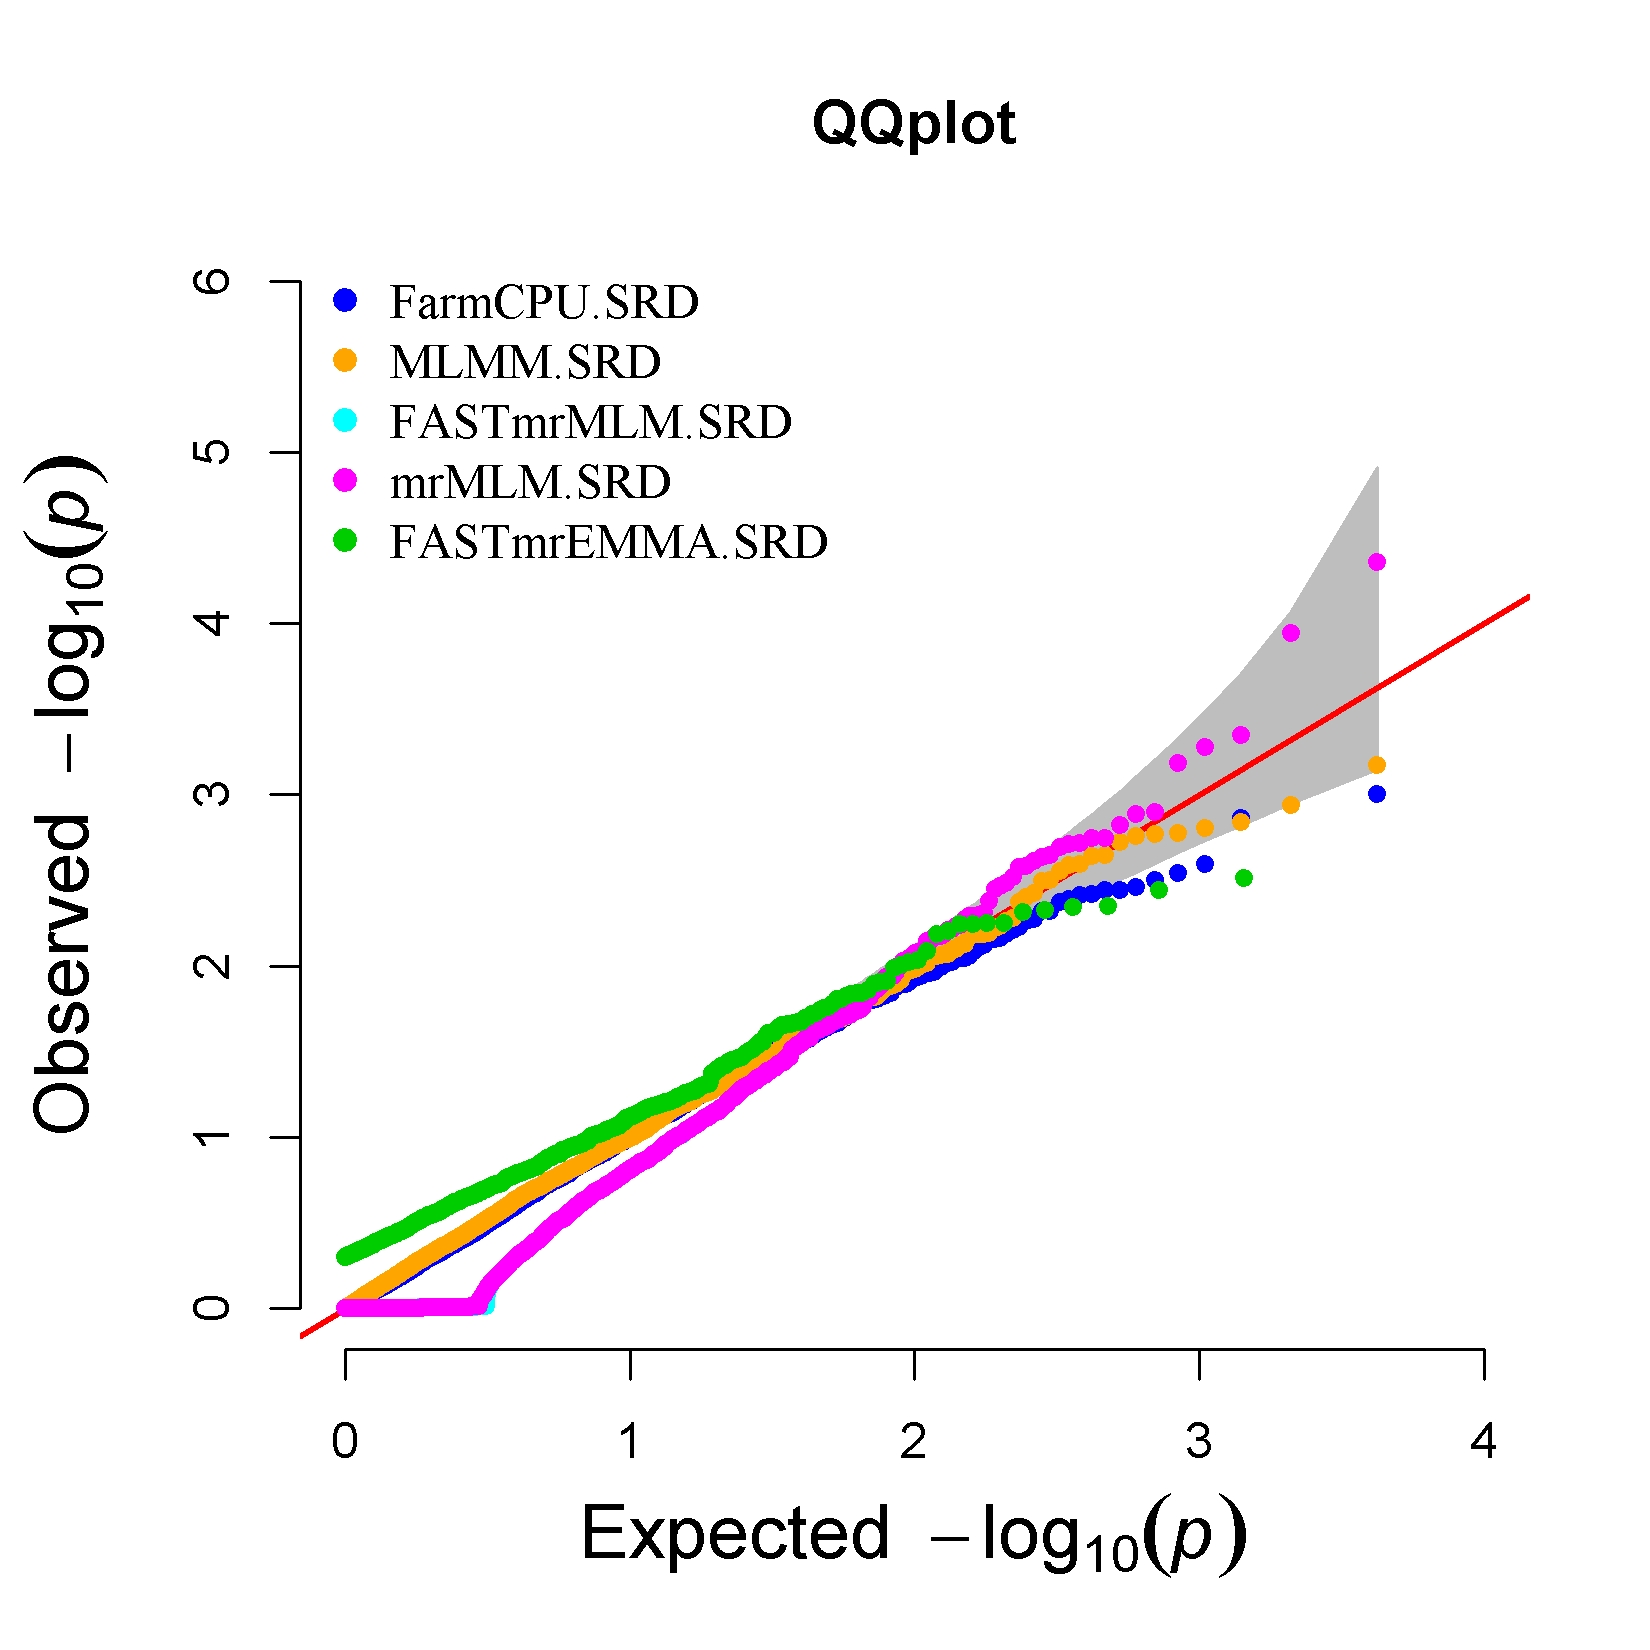 QQplot
FarmCPU.SRD
MLMM.SRD
FASTmrMLM.SRD
mrMLM.SRD
FASTmrEMMA.SRD
6
5
4
3
2
1
0
Observed −log₁₀(p)
0 1 2 3 4
Expected −log₁₀(p)